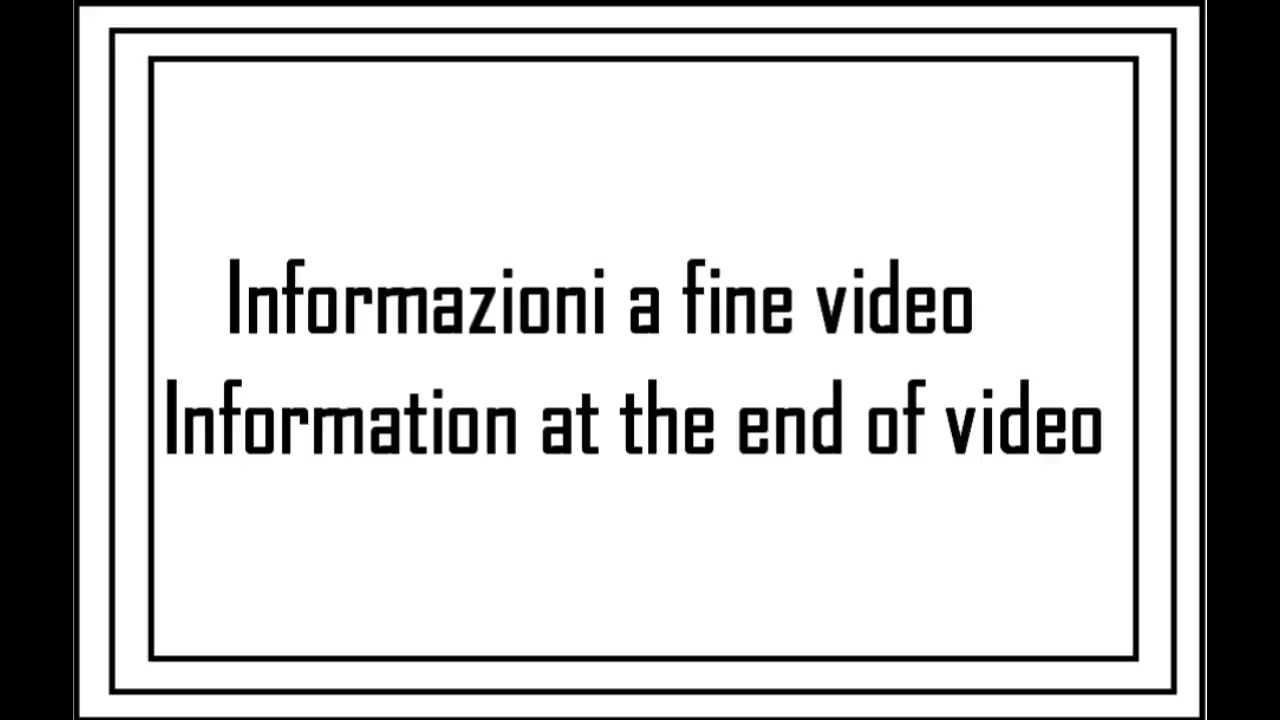 Informazioni a fine video
Information at the end of video